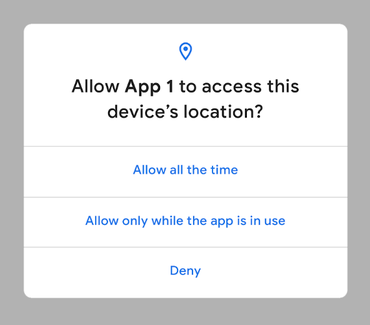 Allow App 1 to access this
device’s location?
Allow all the time
Allow only while the app is in use
Deny